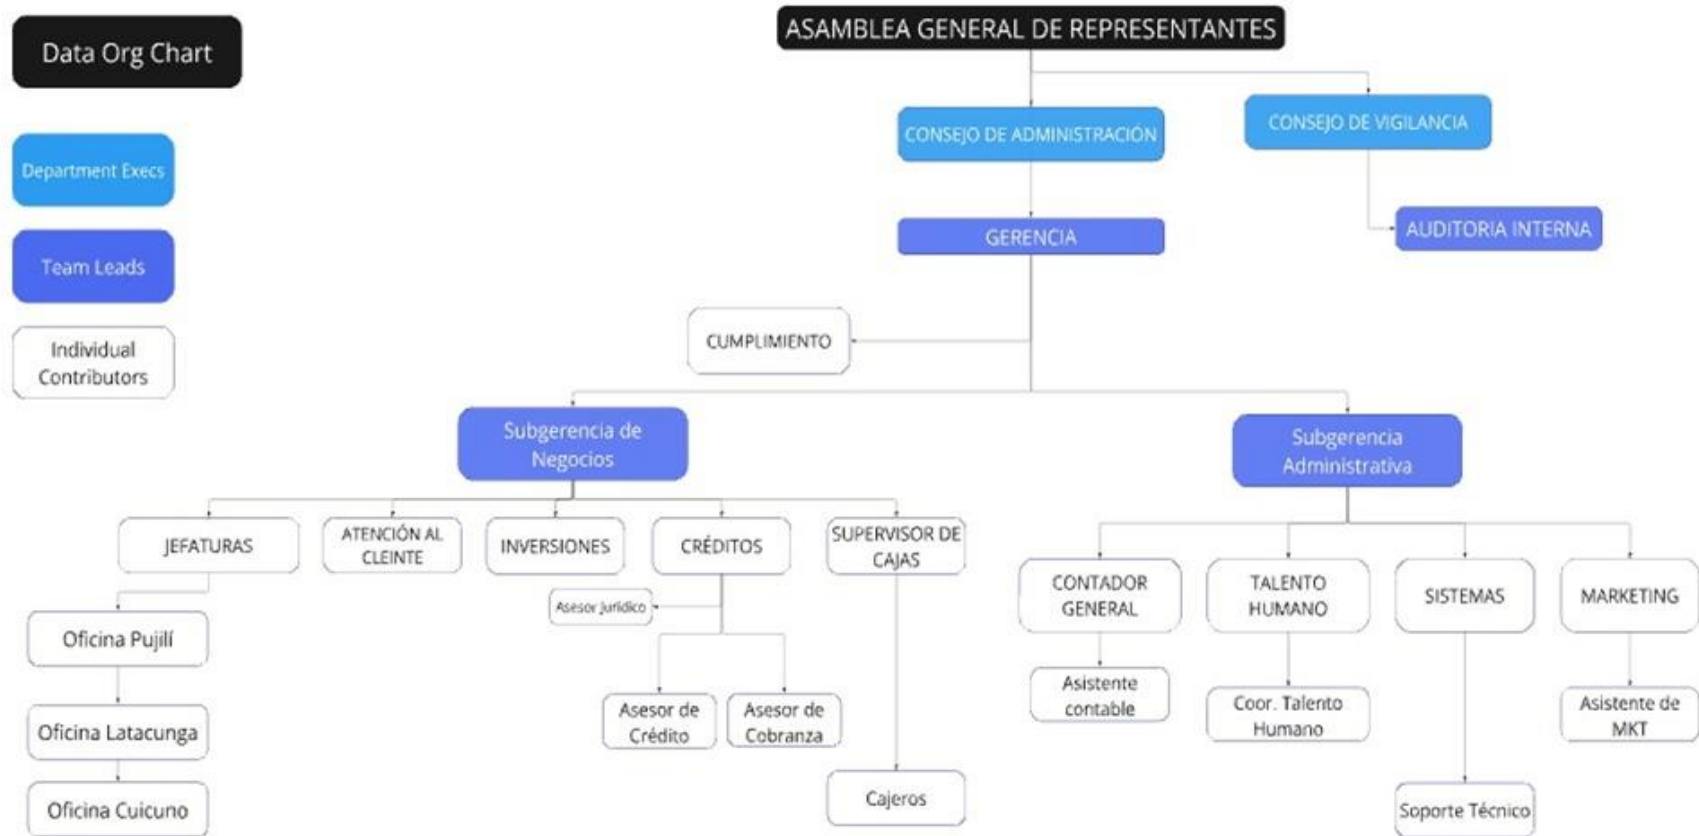 ASAMBLEA GENERAL DE REPRESENTANTES
Data Org Chart
CONSEJO DE ADMINISTRACIÓN
CONSEJO DE VIGILANCIA
Department Execs
GERENCIA
AUDITORIA INTERNA
Team Leads
CUMPLIMIENTO
Individual
Contributors
Subgerencia de
Negocios
Subgerencia
Administrativa
JEFATURAS
ATENCIÓN AL
CLEINTE
INVERSIONES
CRÉDITOS
SUPERVISOR DE
CAJAS
CONTADOR
GENERAL
TALENTO
HUMANO
SISTEMAS
MARKETING
Asesor Jurídico
Oficina Pujilí
Asesor de
Crédito
Asesor de
Cobranza
Asistente
contable
Coor. Talento
Humano
Asistente de
MKT
Oficina Latacunga
Oficina Cuicuno
Cajeros
Soporte Técnico